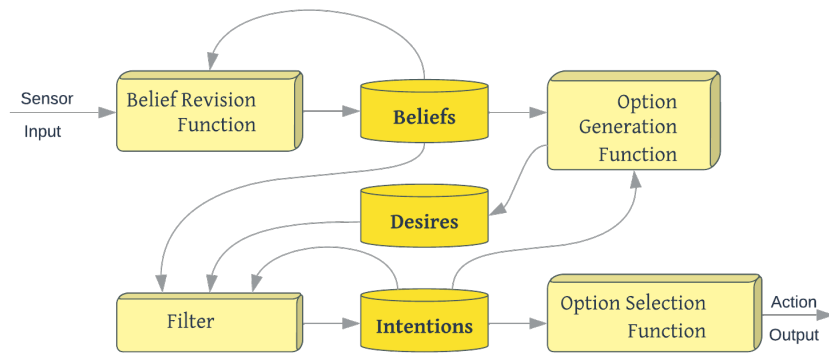 Sensor
Input
Belief Revision
Function
Beliefs
Option
Generation
Function
Desires
Filter
Intentions
Option Selection
Function
Action
Output